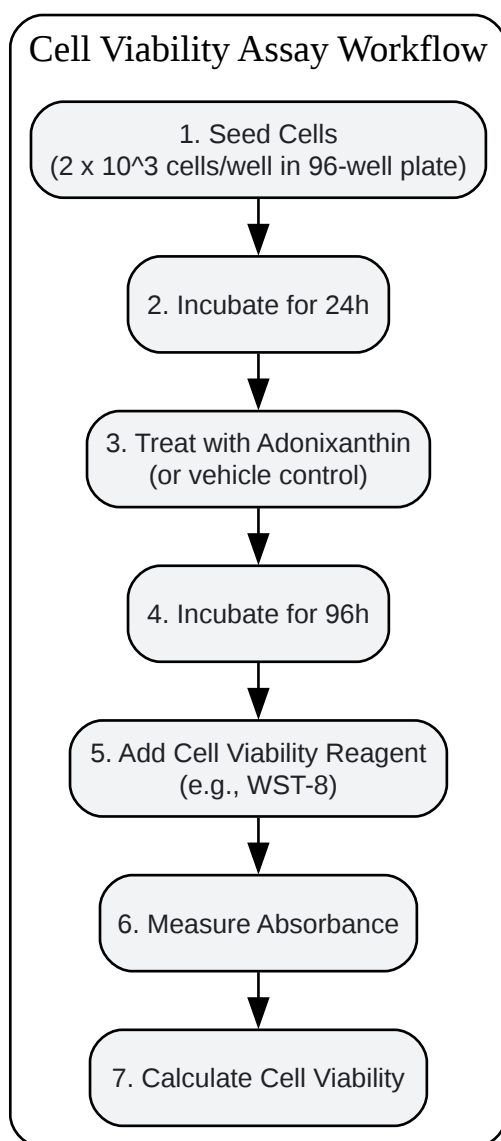 Cell Viability Assay Workflow
1. Seed Cells
(2 x 10^3 cells/well in 96-well plate)
2. Incubate for 24h
3. Treat with Adonixanthin
(or vehicle control)
4. Incubate for 96h
5. Add Cell Viability Reagent
(e.g., WST-8)
6. Measure Absorbance
7. Calculate Cell Viability